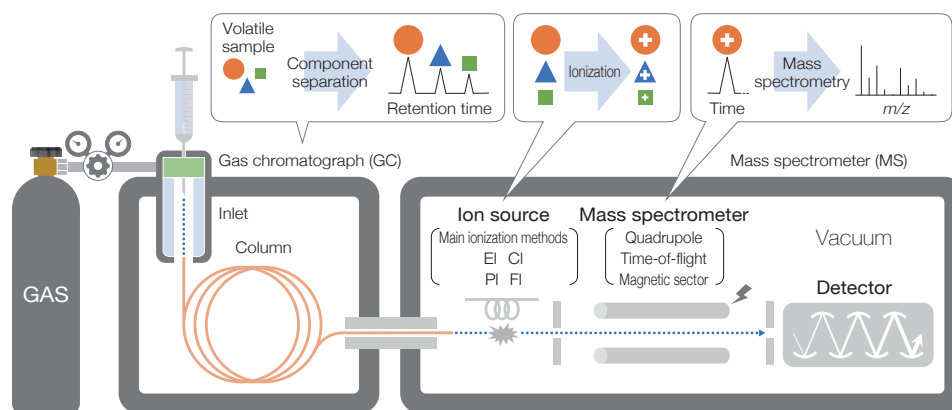 Volatile
sample
Component
separation
Retention time
Ionization
Time
Mass
spectrometry
m/z
Gas chromatograph (GC)
Mass spectrometer (MS)
Inlet
Column
GAS
Ion source
Main ionization methods
EI CI
PI FI
Mass spectrometer
Quadrupole
Time-of-flight
Magnetic sector
Vacuum
Detector